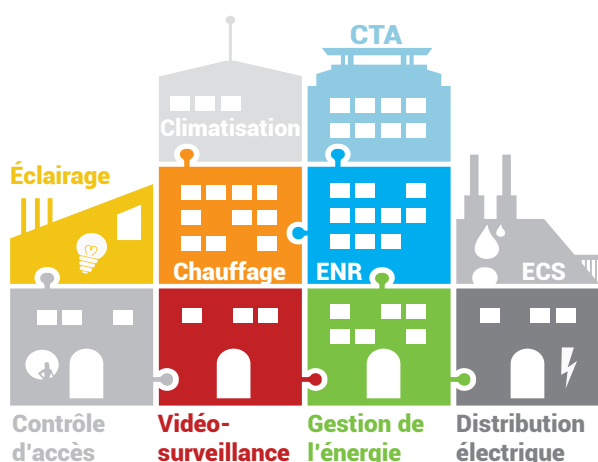 CTA
Climatisation
Éclairage
Chauffage
ENR
ECS
Contrôle
d'accès
Vidéo-
surveillance
Gestion de
l'énergie
Distribution
électrique